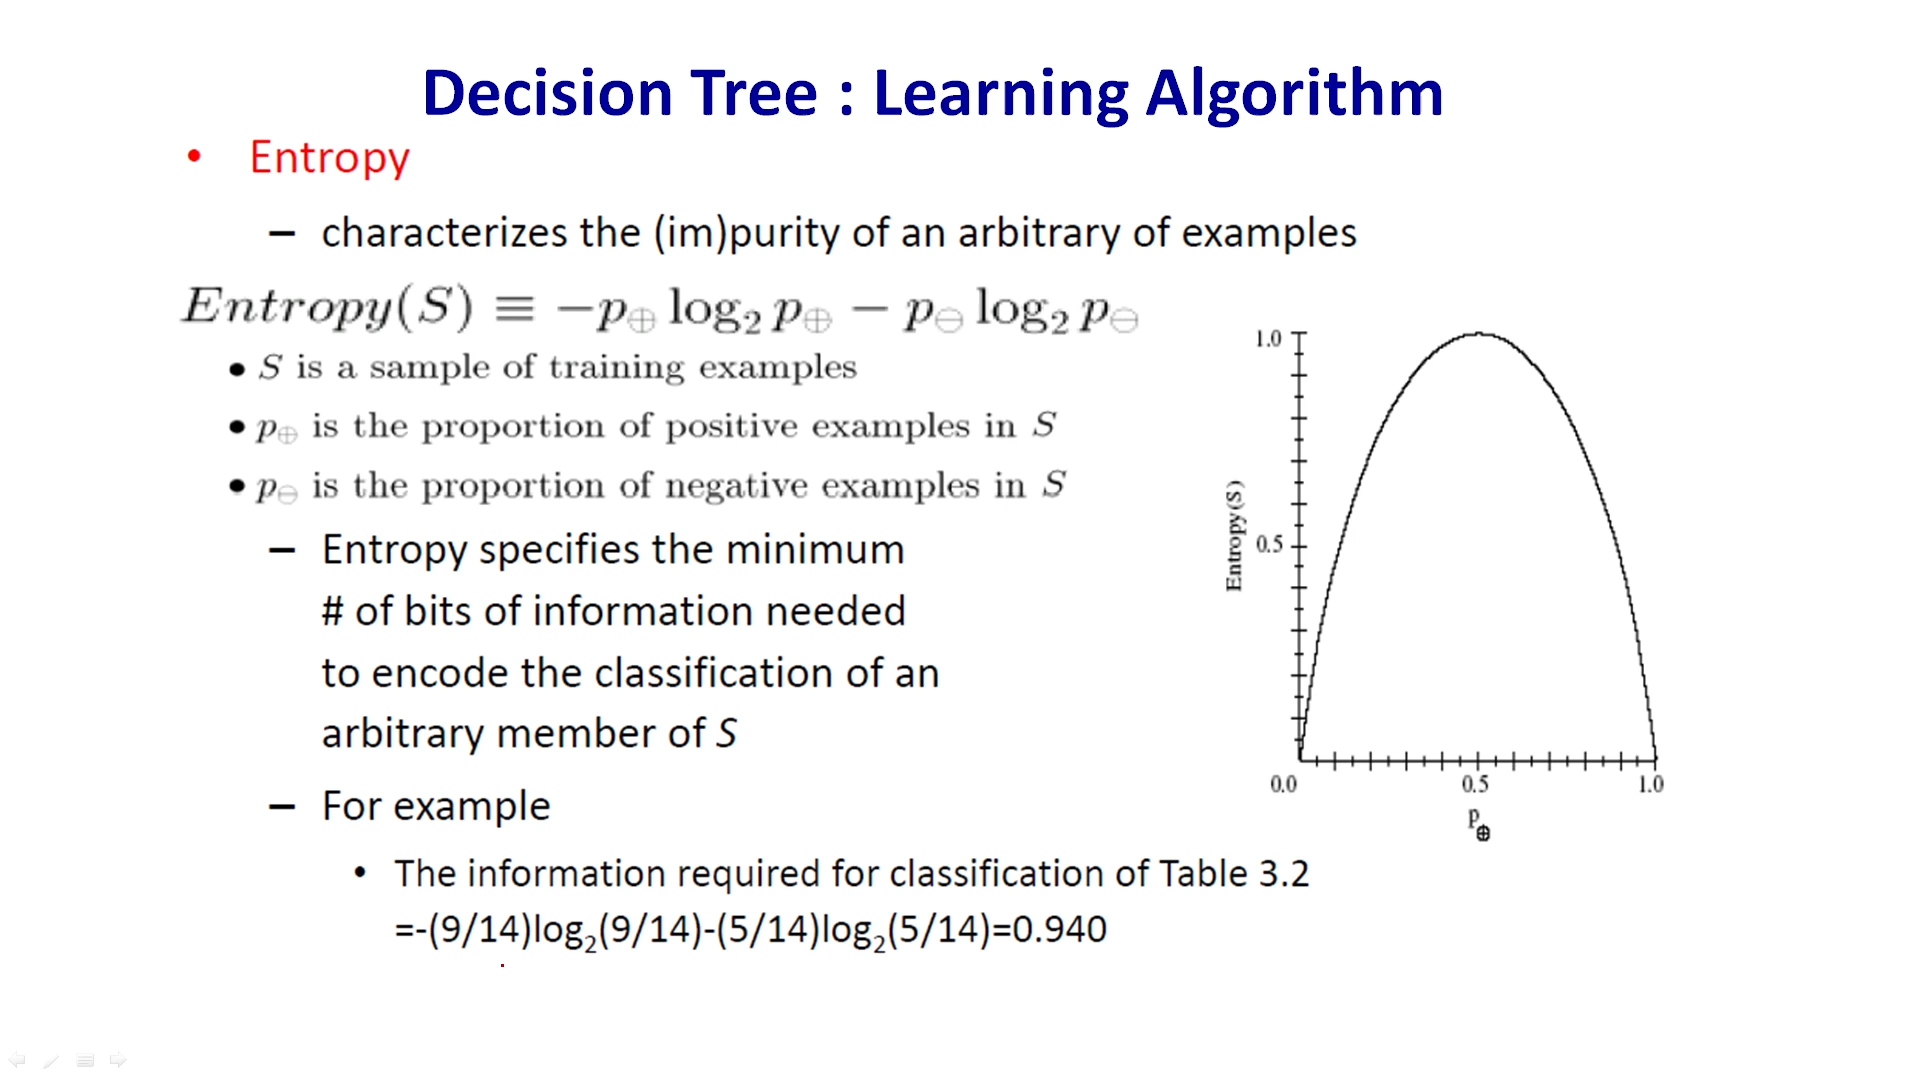 Decision Tree : Learning Algorithm
• Entropy
– characterizes the (im)purity of an arbitrary of examples
Entropy(S) ≡ −p⊕ log₂ p⊕ − p⊖ log₂ p⊖
• S is a sample of training examples
• p⊕ is the proportion of positive examples in S
• p⊖ is the proportion of negative examples in S
– Entropy specifies the minimum
# of bits of information needed
to encode the classification of an
arbitrary member of S
– For example
• The information required for classification of Table 3.2
=-(9/14)log₂(9/14)-(5/14)log₂(5/14)=0.940
1.0
Entropy(S)
0.5
0.0 0.5 1.0
p⊕